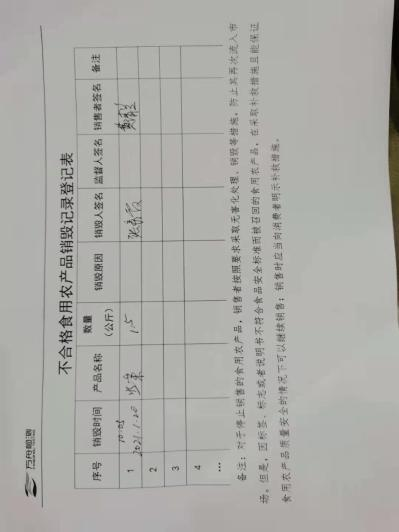 方舟检测
不合格食用农产品销毁记录登记表
序号 销毁时间 产品名称 数量（公斤） 销毁原因 销毁人签名 监督人签名 销售者签名 备注
1 10:05 2021.1.20 1.5
2
3
4
…
备注：对于停止销售的食用农产品，销售者按照要求采取无害化处理、销毁等措施，防止其再次流入市
场。但是，因标签、标志或者说明书不符合食品安全标准而被召回的食用农产品，在采取补救措施且能保证
食用农产品质量安全的情况下可以继续销售；销售时应当向消费者明示补救措施。